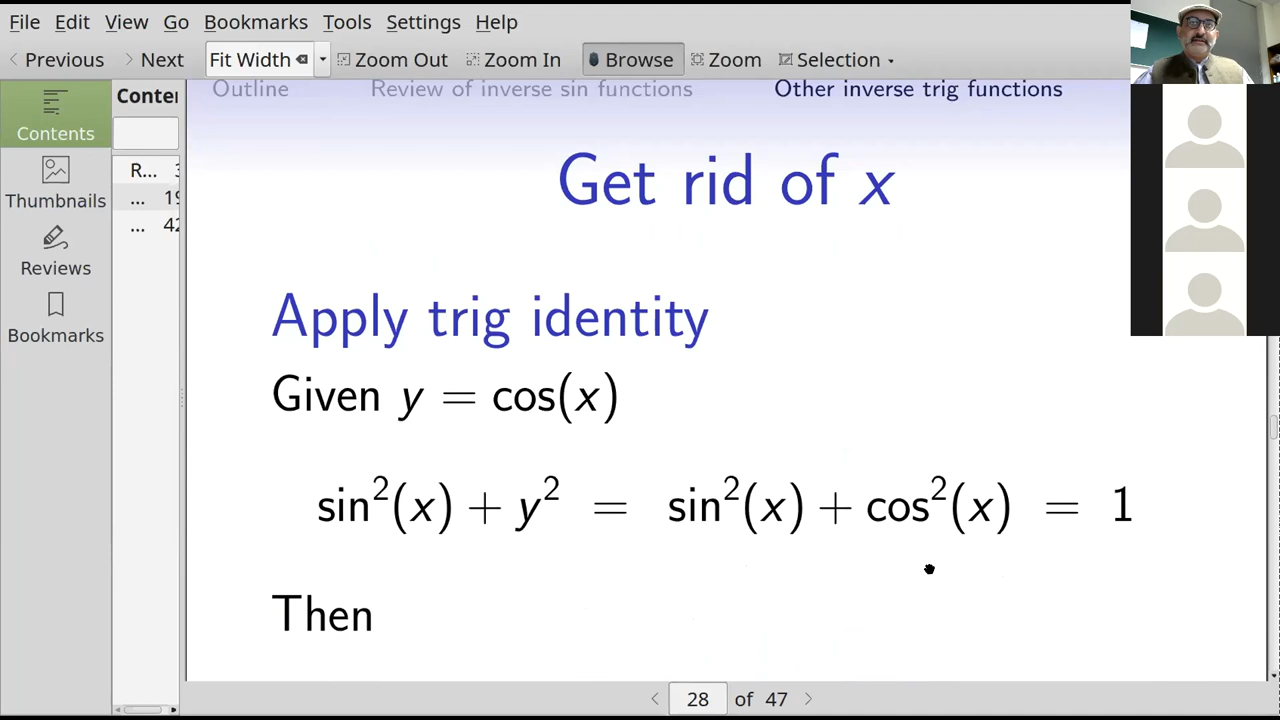 File Edit View Go Bookmarks Tools Settings Help
Previous Next Fit Width Zoom Out Zoom In Browse Zoom Selection
Contents
Thumbnails
Reviews
Bookmarks
R...
... 19
... 42
Outline Review of inverse sin functions Other inverse trig functions
Get rid of x
Apply trig identity
Given y = cos(x)
sin²(x) + y² = sin²(x) + cos²(x) = 1
Then
28 of 47